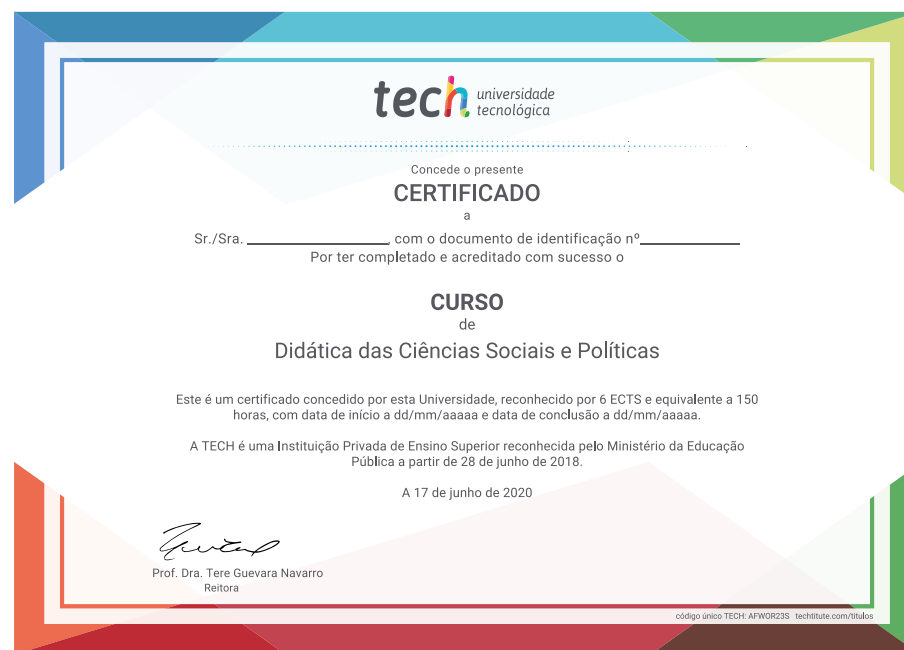 tech universidade
tecnológica
Concede o presente
CERTIFICADO
a
Sr./Sra. ________________, com o documento de identificação nº___________
Por ter completado e acreditado com sucesso o
CURSO
de
Didática das Ciências Sociais e Políticas
Este é um certificado concedido por esta Universidade, reconhecido por 6 ECTS e equivalente a 150
horas, com data de início a dd/mm/aaaaa e data de conclusão a dd/mm/aaaaa.
A TECH é uma Instituição Privada de Ensino Superior reconhecida pelo Ministério da Educação
Pública a partir de 28 de junho de 2018.
A 17 de junho de 2020
Prof. Dra. Tere Guevara Navarro
Reitora
código único TECH: AFWOR23S techtitute.com/titulos